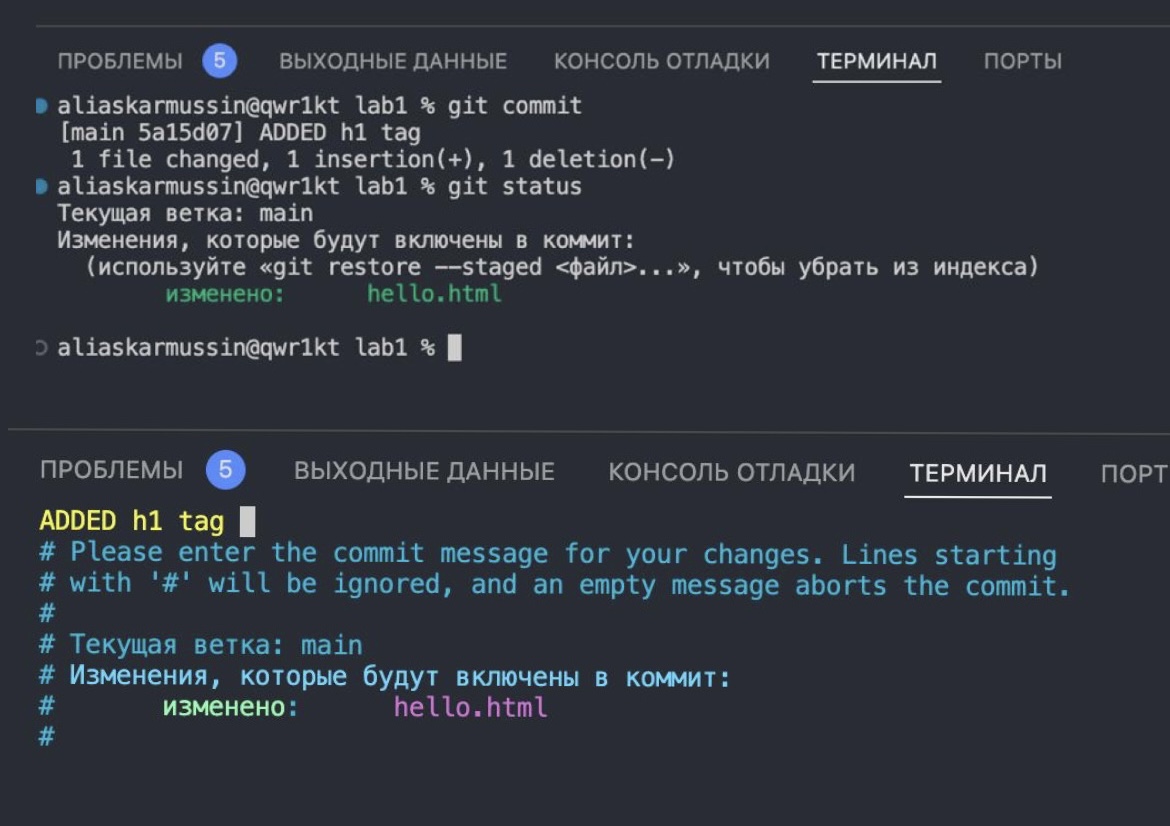 ПРОБЛЕМЫ 5 ВЫХОДНЫЕ ДАННЫЕ КОНСОЛЬ ОТЛАДКИ ТЕРМИНАЛ ПОРТЫ
aliaskarmussin@qwr1kt lab1 % git commit
[main 5a15d07] ADDED h1 tag
1 file changed, 1 insertion(+), 1 deletion(-)
aliaskarmussin@qwr1kt lab1 % git status
Текущая ветка: main
Изменения, которые будут включены в коммит:
(используйте «git restore --staged <файл>...», чтобы убрать из индекса)
изменено: hello.html
aliaskarmussin@qwr1kt lab1 %
ПРОБЛЕМЫ 5 ВЫХОДНЫЕ ДАННЫЕ КОНСОЛЬ ОТЛАДКИ ТЕРМИНАЛ ПОРТ
ADDED h1 tag
# Please enter the commit message for your changes. Lines starting
# with '#' will be ignored, and an empty message aborts the commit.
#
# Текущая ветка: main
# Изменения, которые будут включены в коммит:
# изменено: hello.html
#